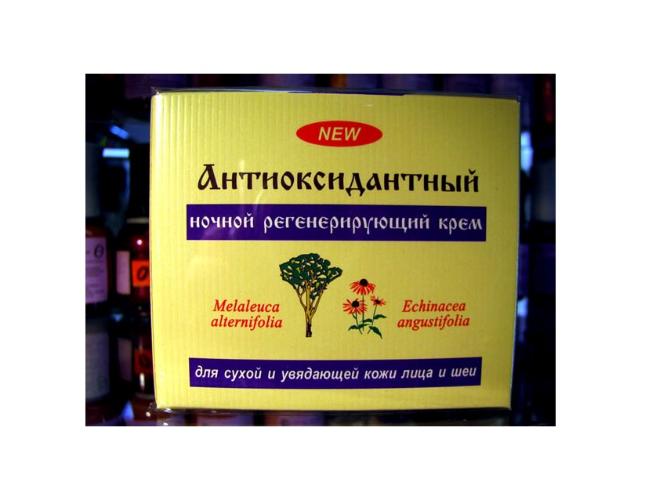 NEW
Антиоксидантный
ночной регенерирующий крем
Melaleuca
alternifolia
Echinacea
angustifolia
для сухой и увядающей кожи лица и шеи